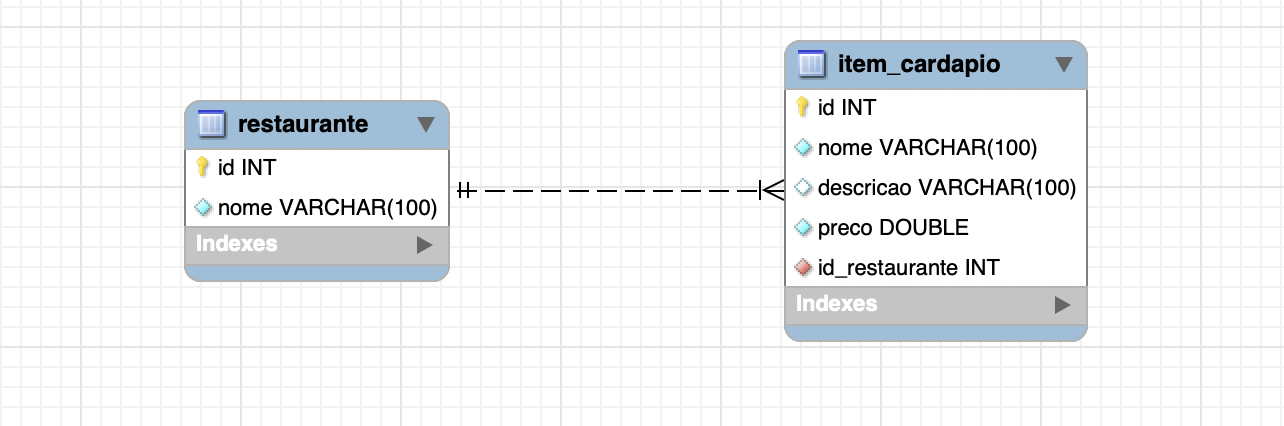 restaurante
id INT
nome VARCHAR(100)
Indexes
item_cardapio
id INT
nome VARCHAR(100)
descricao VARCHAR(100)
preco DOUBLE
id_restaurante INT
Indexes